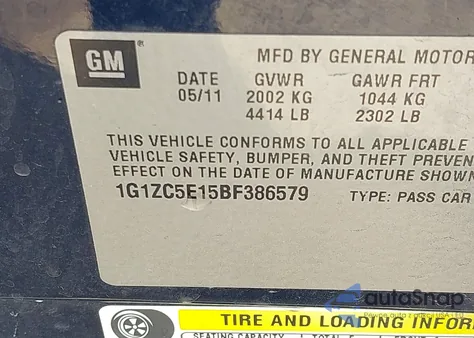 GM
MFD BY GENERAL MOTOR
DATE GVWR GAWR FRT
05/11 2002 KG 1044 KG
4414 LB 2302 LB
THIS VEHICLE CONFORMS TO ALL APPLICABLE
VEHICLE SAFETY, BUMPER, AND THEFT PREVEN
EFFECT ON THE DATE OF MANUFACTURE SHOWN
1G1ZC5E15BF386579 TYPE: PASS CAR
autoSnap
TIRE AND LOADING INFOR
SEATING CAPACITY